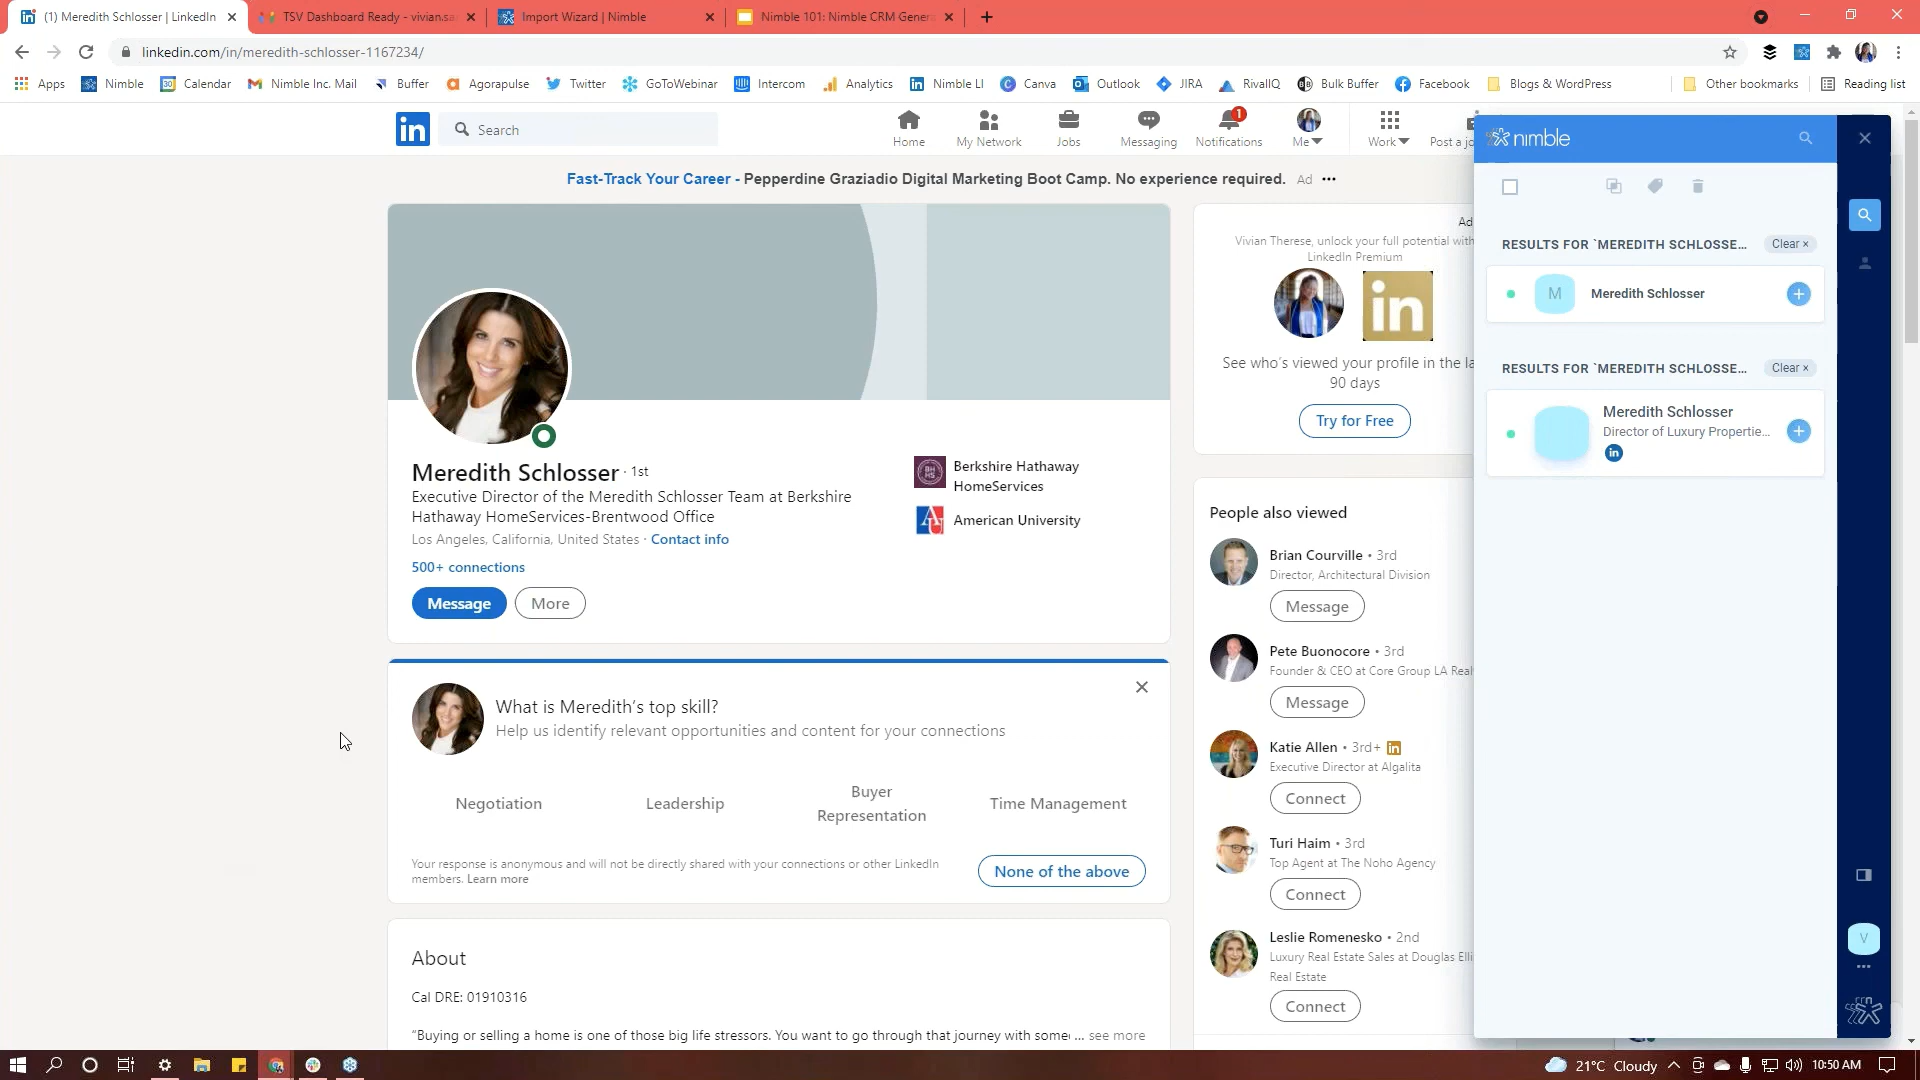 (1) Meredith Schlosser | LinkedIn
TSV Dashboard Ready - vivian.sa
Import Wizard | Nimble
Nimble 101: Nimble CRM Genera
linkedin.com/in/meredith-schlosser-1167234/
Apps
Nimble
Calendar
Nimble Inc. Mail
Buffer
Agorapulse
Twitter
GoToWebinar
Intercom
Analytics
Nimble LI
Canva
Outlook
JIRA
RivalIQ
Bulk Buffer
Facebook
Blogs & WordPress
Other bookmarks
Reading list
in
Search
Home
My Network
Jobs
Messaging
1
Notifications
Me
Work
Post a jo
Fast-Track Your Career - Pepperdine Graziadio Digital Marketing Boot Camp. No experience required. Ad
Meredith Schlosser · 1st
Executive Director of the Meredith Schlosser Team at Berkshire
Hathaway HomeServices-Brentwood Office
Los Angeles, California, United States · Contact info
500+ connections
Message
More
BH
HS
Berkshire Hathaway
HomeServices
American University
What is Meredith's top skill?
Help us identify relevant opportunities and content for your connections
Negotiation
Leadership
Buyer
Representation
Time Management
Your response is anonymous and will not be directly shared with your connections or other LinkedIn
members. Learn more
None of the above
About
Cal DRE: 01910316
"Buying or selling a home is one of those big life stressors. You want to go through that journey with some ... see more
Ad
Vivian Therese, unlock your full potential with
LinkedIn Premium
in
See who's viewed your profile in the la
90 days
Try for Free
People also viewed
Brian Courville • 3rd
Director, Architectural Division
Message
Pete Buonocore • 3rd
Founder & CEO at Core Group LA Real
Message
Katie Allen • 3rd+ in
Executive Director at Algalita
Connect
Turi Haim • 3rd
Top Agent at The Noho Agency
Connect
Leslie Romenesko • 2nd
Luxury Real Estate Sales at Douglas Elli
Real Estate
Connect
nimble
RESULTS FOR `MEREDITH SCHLOSSE...
Clear ×
M
Meredith Schlosser
RESULTS FOR `MEREDITH SCHLOSSE...
Clear ×
Meredith Schlosser
Director of Luxury Propertie...
in
V
21°C Cloudy
10:50 AM